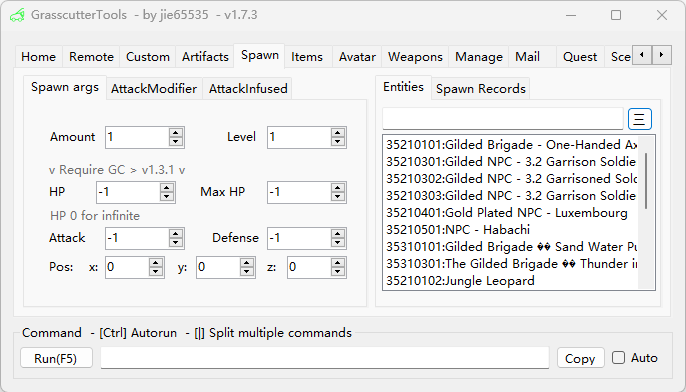 GrasscutterTools - by jie65535 - v1.7.3
Home Remote Custom Artifacts Spawn Items Avatar Weapons Manage Mail Quest Sce
Spawn args AttackModifier AttackInfused
Entities Spawn Records
Amount 1 Level 1
v Require GC > v1.3.1 v
HP -1 Max HP -1
HP 0 for infinite
Attack -1 Defense -1
Pos: x: 0 y: 0 z: 0
35210101:Gilded Brigade - One-Handed Ax
35210301:Gilded NPC - 3.2 Garrison Soldie
35210302:Gilded NPC - 3.2 Garrisoned Sold
35210303:Gilded NPC - 3.2 Garrison Soldie
35210401:Gold Plated NPC - Luxembourg
35210501:NPC - Habachi
35310101:Gilded Brigade �� Sand Water Pu
35310301:The Gilded Brigade �� Thunder in
35210102:Jungle Leopard
Command - [Ctrl] Autorun - [|] Split multiple commands
Run(F5) Copy Auto